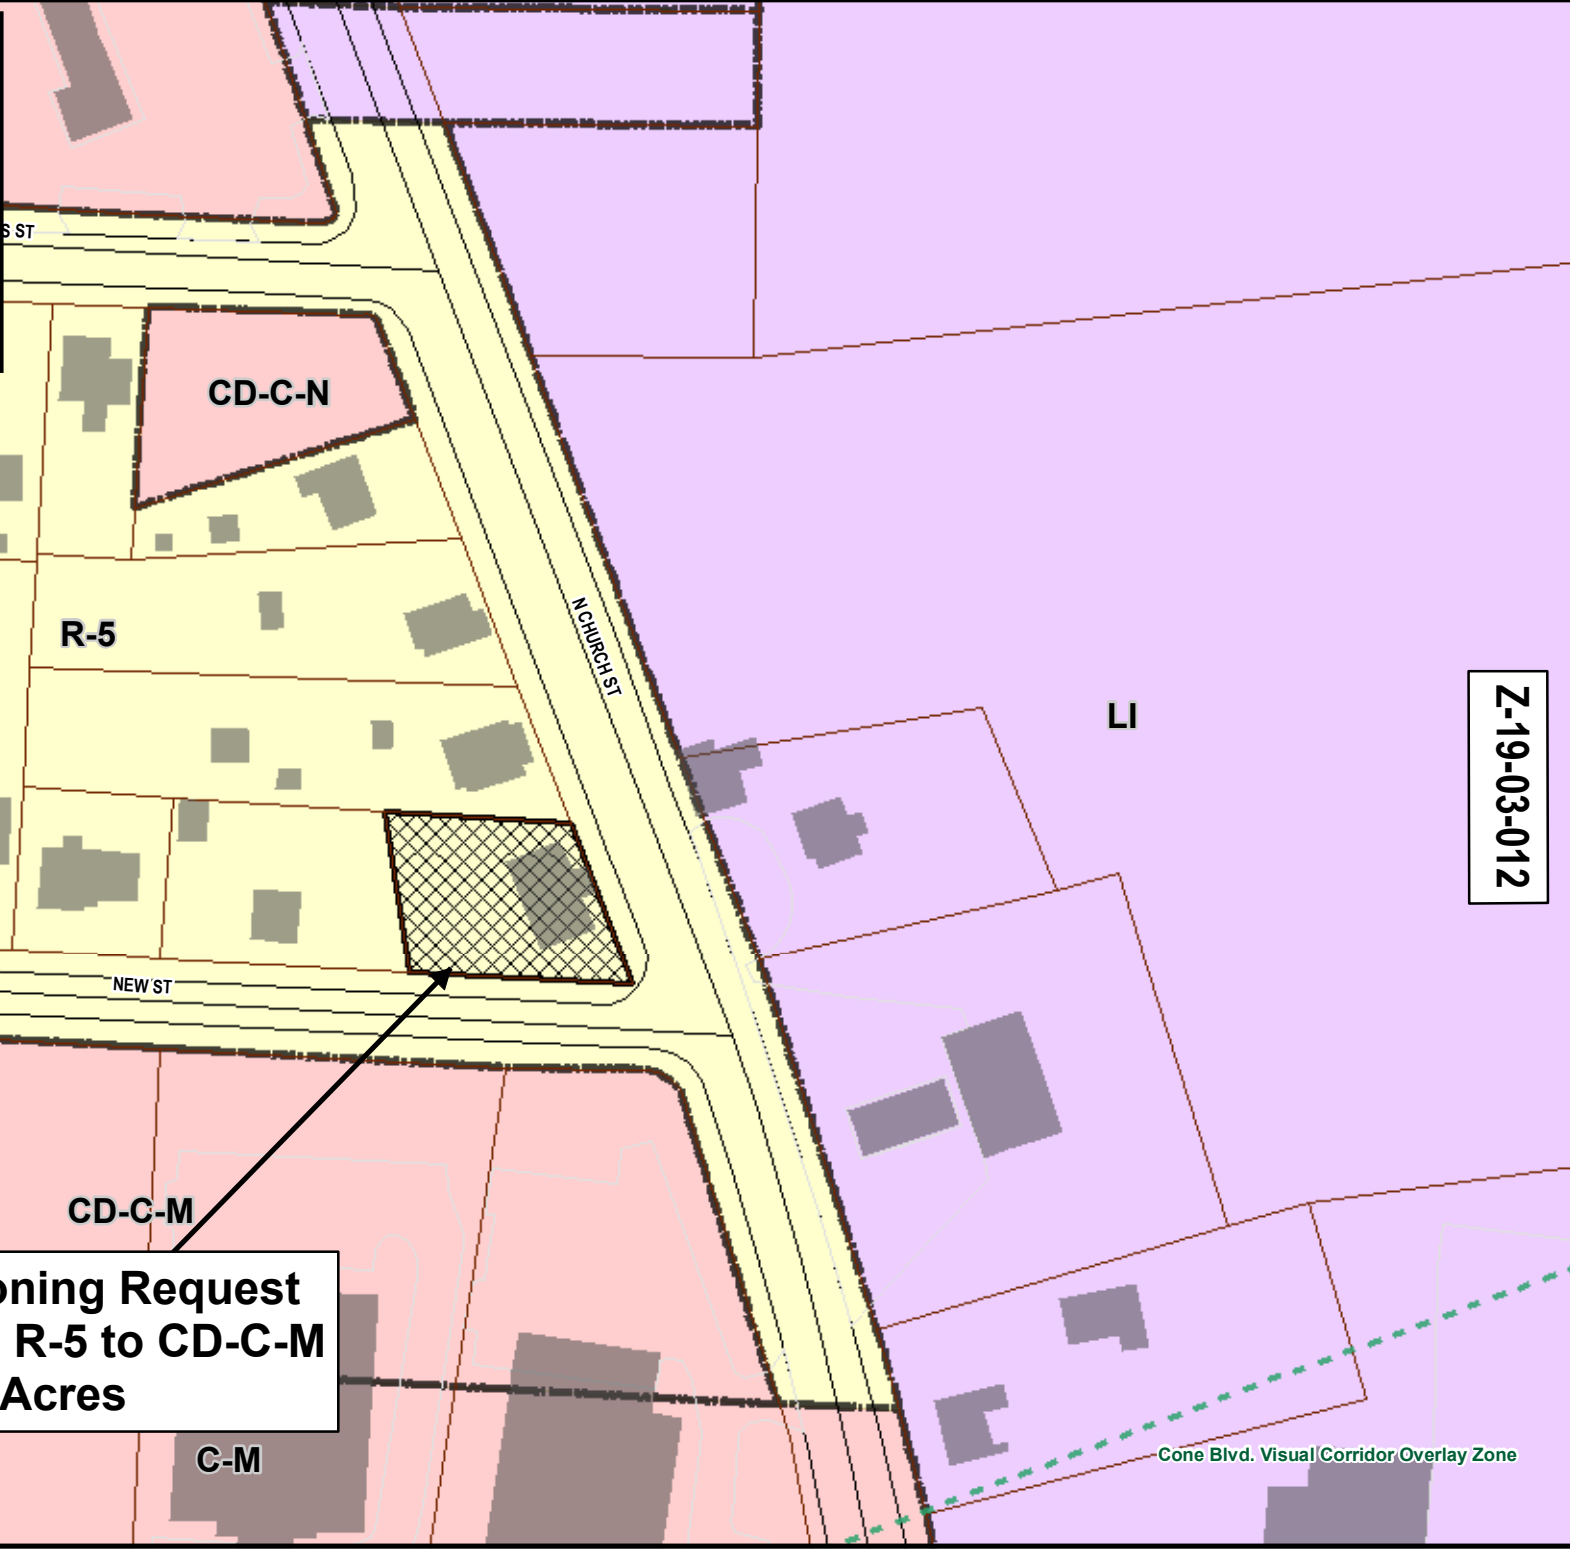 S ST
CD-C-N
N CHURCH ST
R-5
LI
Z-19-03-012
NEW ST
CD-C-M
oning Request
R-5 to CD-C-M
Acres
C-M
Cone Blvd. Visual Corridor Overlay Zone